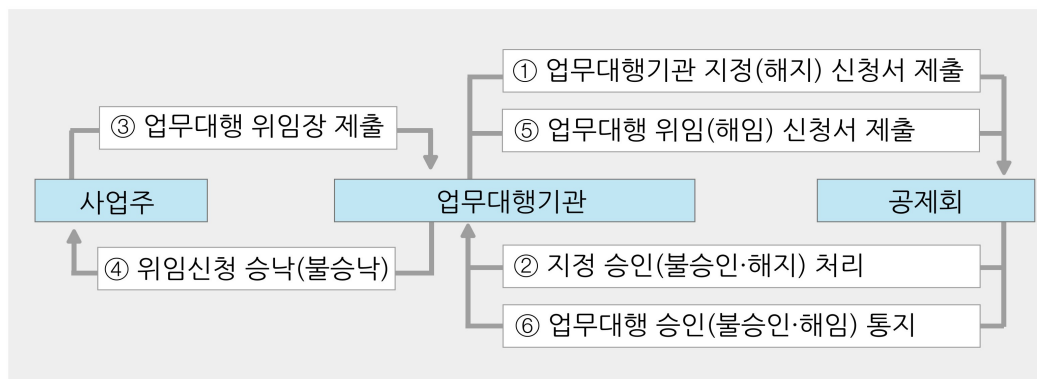 ① 업무대행기관 지정(해지) 신청서 제출
③ 업무대행 위임장 제출
⑤ 업무대행 위임(해임) 신청서 제출
사업주
업무대행기관
공제회
④ 위임신청 승낙(불승낙)
② 지정 승인(불승인·해지) 처리
⑥ 업무대행 승인(불승인·해임) 통지